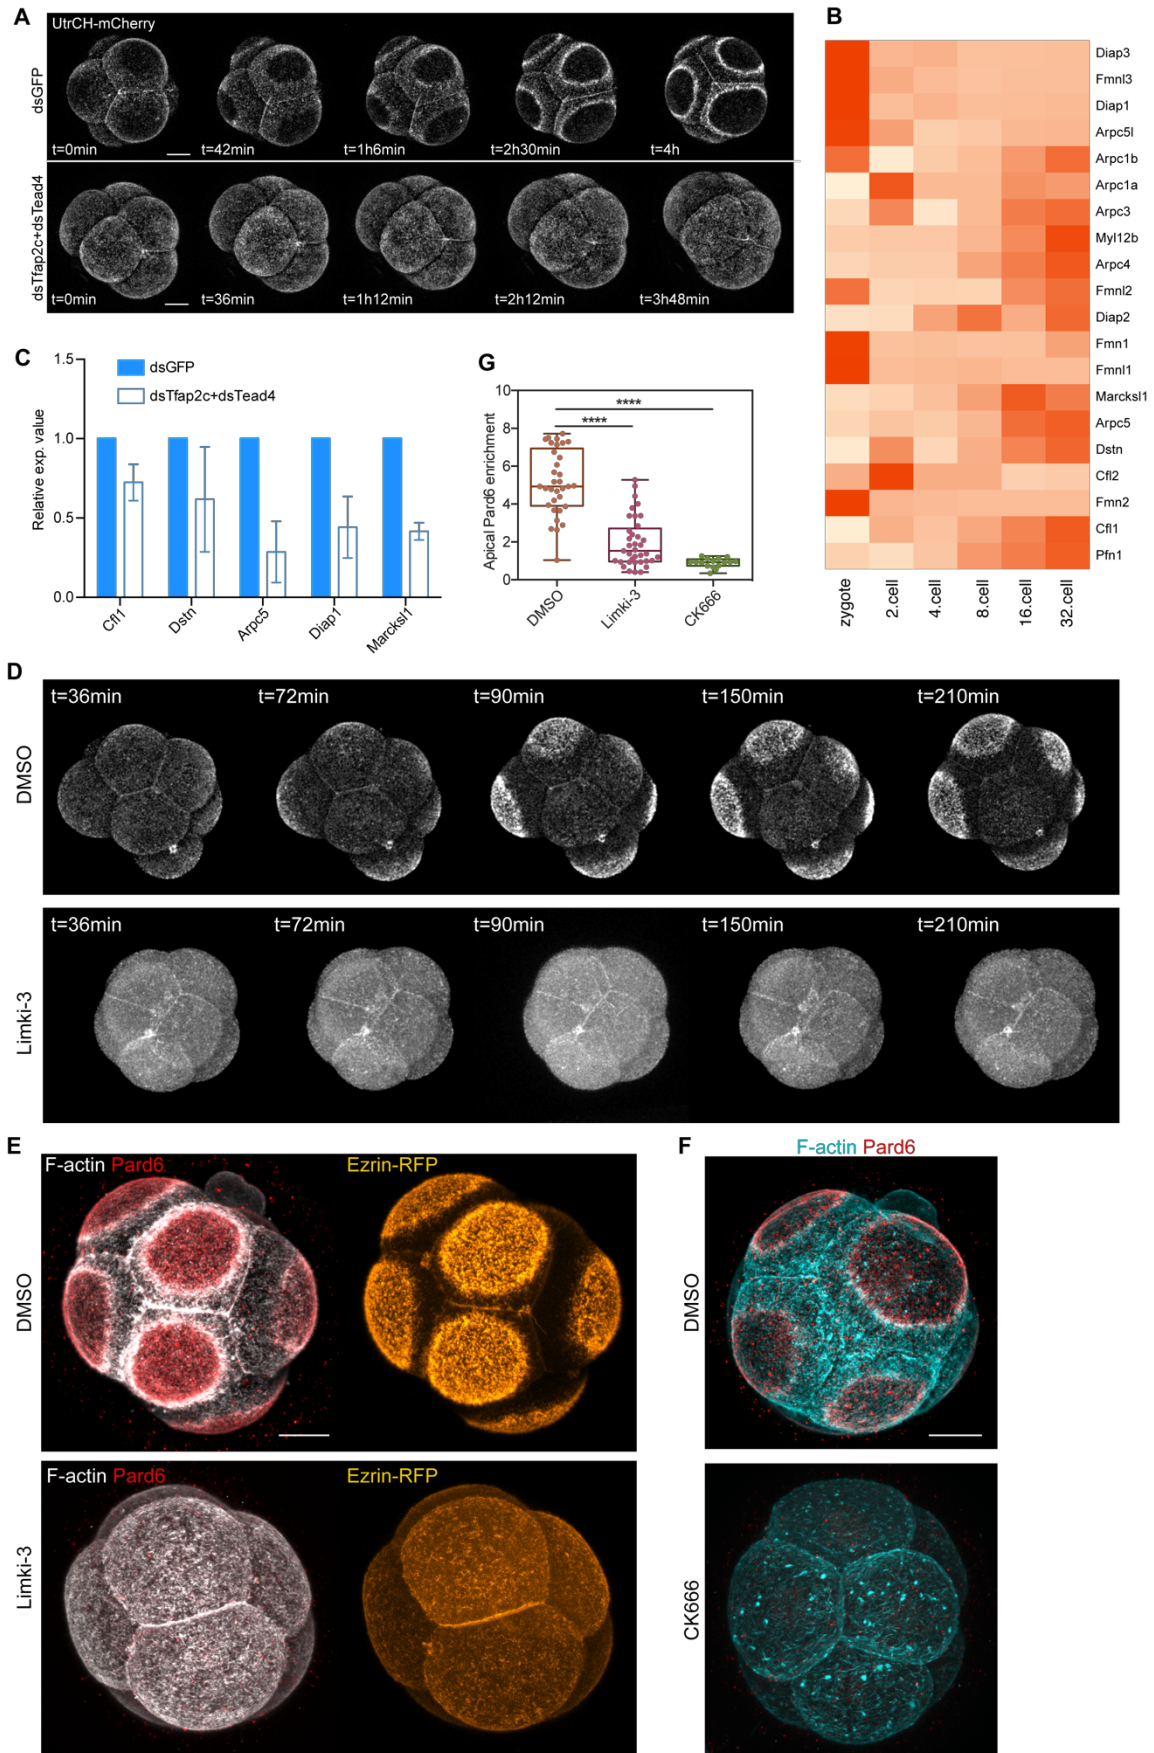 A
UtrCH-mCherry
dsGFP
t=0min
t=42min
t=1h6min
t=2h30min
t=4h
dsTfap2c+dsTead4
t=0min
t=36min
t=1h12min
t=2h12min
t=3h48min
B
Diap3
Fmnl3
Diap1
Arpc5l
Arpc1b
Arpc1a
Arpc3
Myl12b
Arpc4
Fmnl2
Diap2
Fmn1
Fmnl1
Marcksl1
Arpc5
Dstn
Cfl2
Fmn2
Cfl1
Pfn1
zygote
2.cell
4.cell
8.cell
16.cell
32.cell
C
Relative exp. value
1.5
1.0
0.5
0.0
dsGFP
dsTfap2c+dsTead4
Cfl1
Dstn
Arpc5
Diap1
Marcksl1
G
Apical Pard6 enrichment
10
8
6
4
2
0
****
****
DMSO
Limki-3
CK666
D
DMSO
t=36min
t=72min
t=90min
t=150min
t=210min
Limki-3
t=36min
t=72min
t=90min
t=150min
t=210min
E
F-actin Pard6
Ezrin-RFP
DMSO
F-actin Pard6
Ezrin-RFP
Limki-3
F
F-actin Pard6
DMSO
CK666